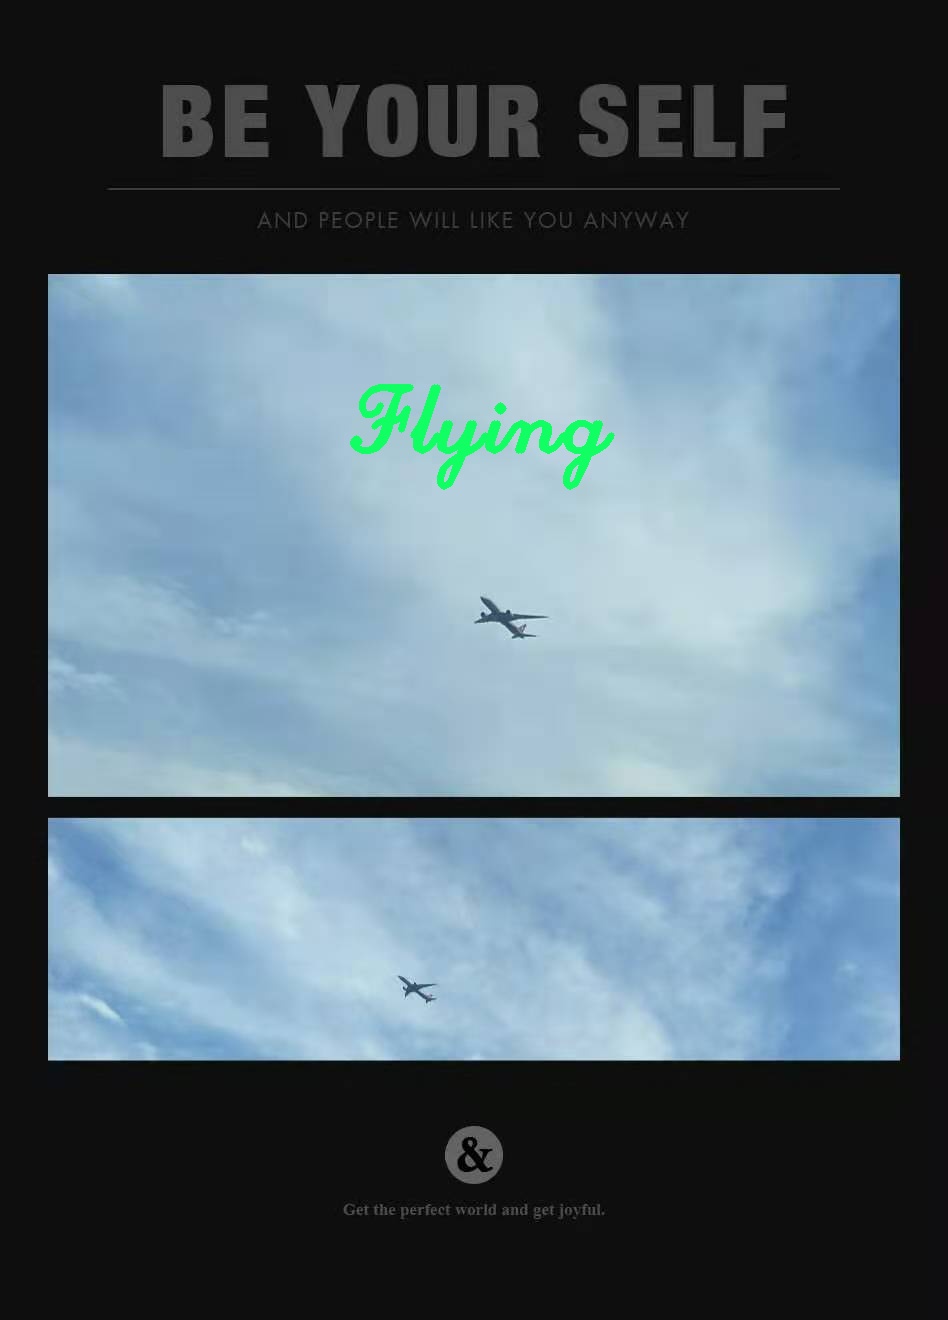 BE YOUR SELF
AND PEOPLE WILL LIKE YOU ANYWAY
Flying
&
Get the perfect world and get joyful.